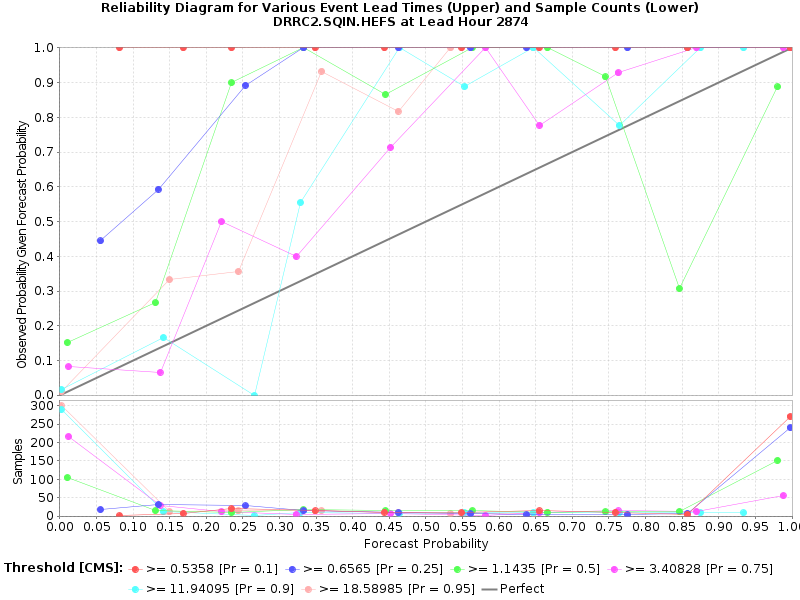 Reliability Diagram for Various Event Lead Times (Upper) and Sample Counts (Lower)
DRRC2.SQIN.HEFS at Lead Hour 2874
Observed Probability Given Forecast Probability
1.0
0.9
0.8
0.7
0.6
0.5
0.4
0.3
0.2
0.1
0.0
Samples
300
250
200
150
100
50
0
0.00 0.05 0.10 0.15 0.20 0.25 0.30 0.35 0.40 0.45 0.50 0.55 0.60 0.65 0.70 0.75 0.80 0.85 0.90 0.95 1.0
Forecast Probability
Threshold [CMS]: >= 0.5358 [Pr = 0.1] >= 0.6565 [Pr = 0.25] >= 1.1435 [Pr = 0.5] >= 3.40828 [Pr = 0.75]
>= 11.94095 [Pr = 0.9] >= 18.58985 [Pr = 0.95] Perfect